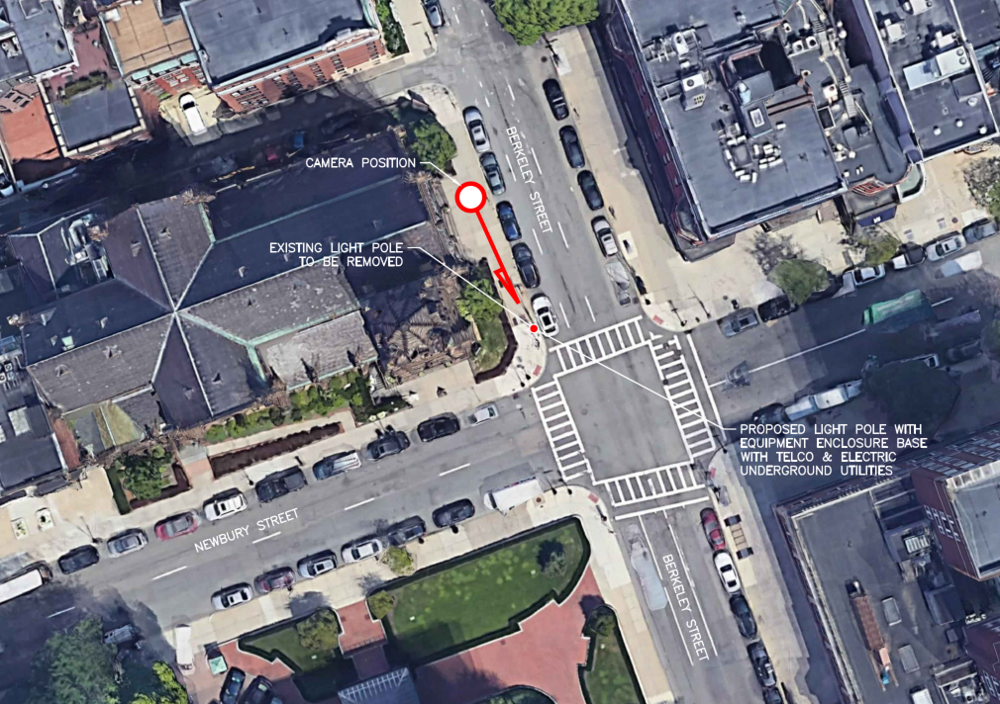 BERKELEY STREET
CAMERA POSITION
EXISTING LIGHT POLE
TO BE REMOVED
PROPOSED LIGHT POLE WITH
EQUIPMENT ENCLOSURE BASE
WITH TELCO & ELECTRIC
UNDERGROUND UTILITIES
NEWBURY STREET
BERKELEY STREET